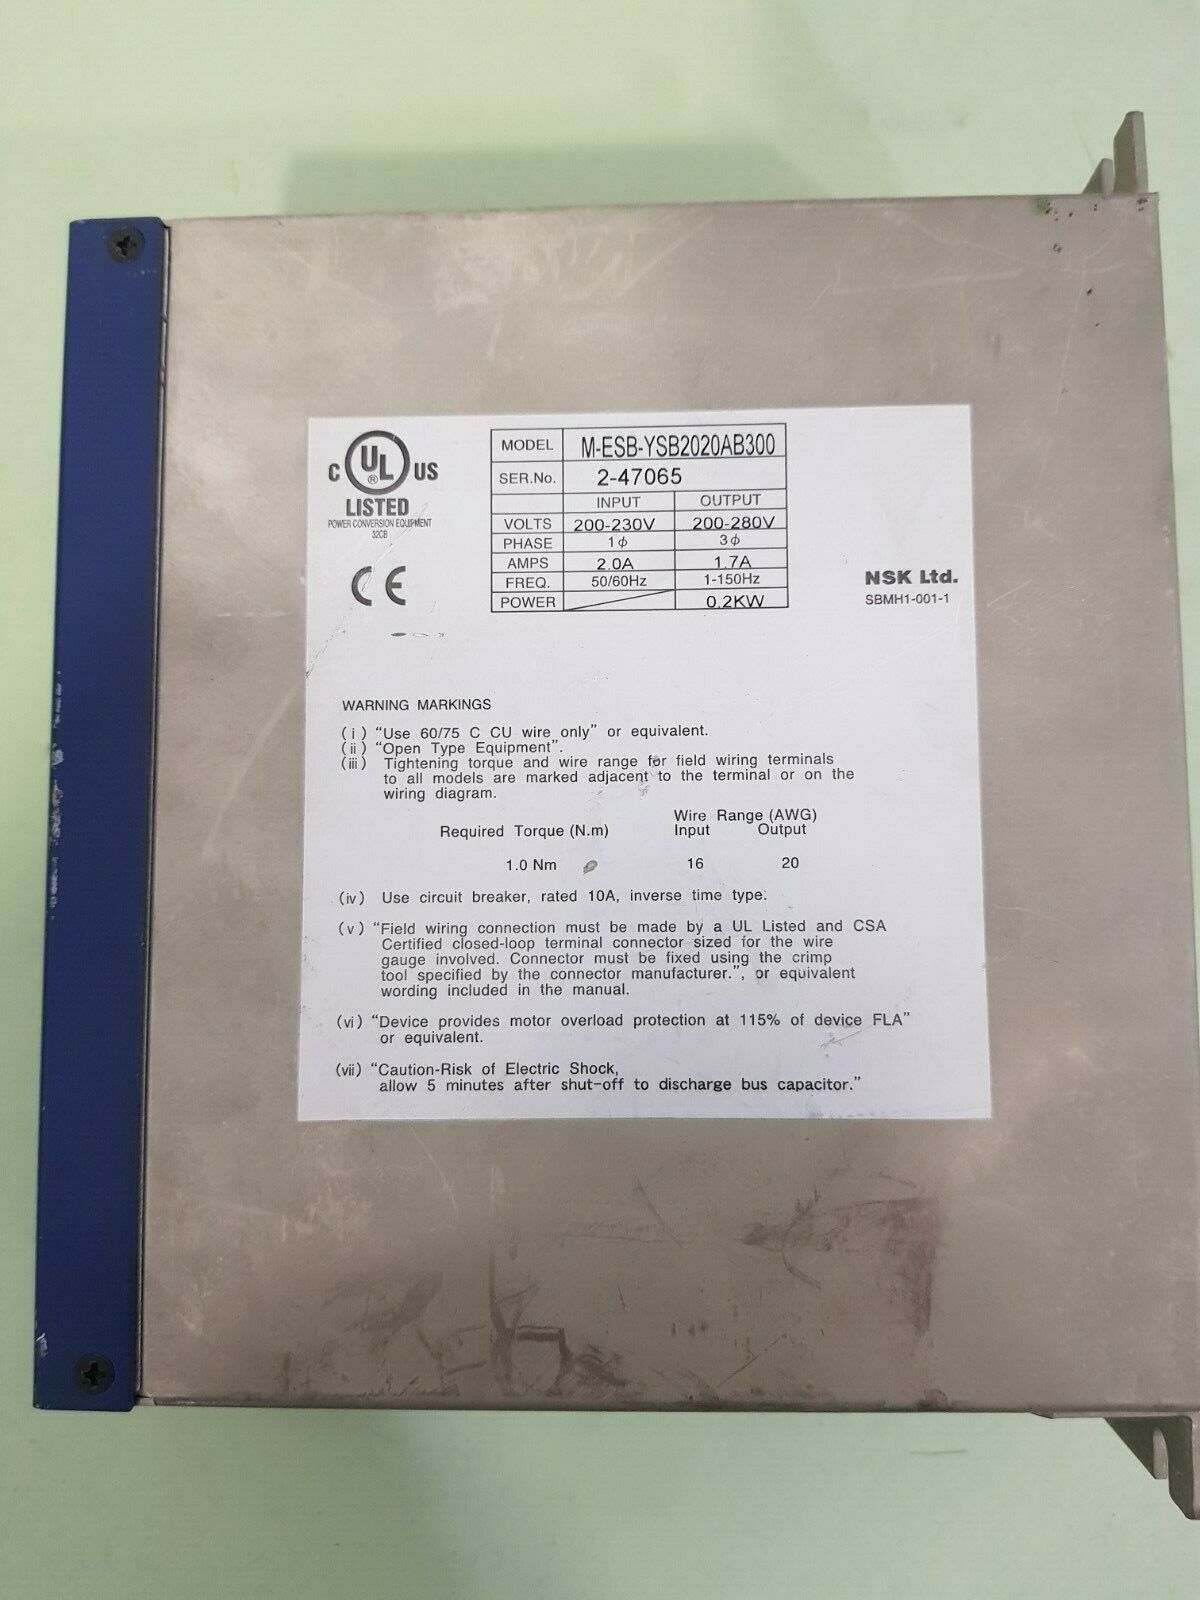 C UL US
®
LISTED
POWER CONVERSION EQUIPMENT
32CB
CE
MODEL M-ESB-YSB2020AB300
SER.No. 2-47065
INPUT OUTPUT
VOLTS 200-230V 200-280V
PHASE 1ϕ 3ϕ
AMPS 2.0A 1.7A
FREQ. 50/60Hz 1-150Hz
POWER 0.2KW
NSK Ltd.
SBMH1-001-1
WARNING MARKINGS
(i) "Use 60/75 C CU wire only" or equivalent.
(ii) "Open Type Equipment".
(iii) Tightening torque and wire range for field wiring terminals
to all models are marked adjacent to the terminal or on the
wiring diagram.
Wire Range (AWG)
Required Torque (N.m) Input Output
1.0 Nm 16 20
(iv) Use circuit breaker, rated 10A, inverse time type.
(v) "Field wiring connection must be made by a UL Listed and CSA
Certified closed-loop terminal connector sized for the wire
gauge involved. Connector must be fixed using the crimp
tool specified by the connector manufacturer.", or equivalent
wording included in the manual.
(vi) "Device provides motor overload protection at 115% of device FLA"
or equivalent.
(vii) "Caution-Risk of Electric Shock,
allow 5 minutes after shut-off to discharge bus capacitor."